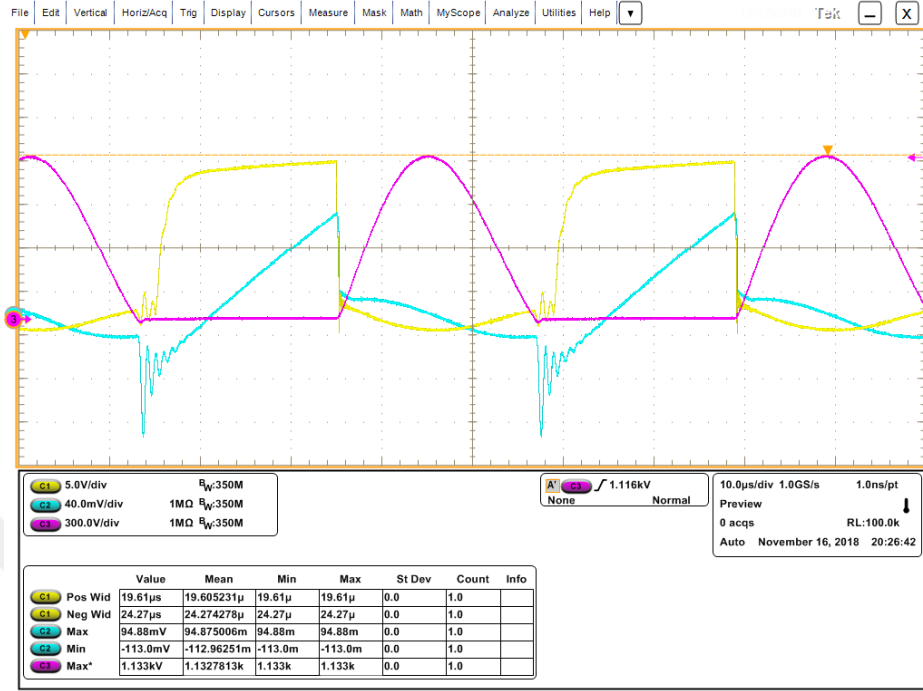 File Edit Vertical Horiz/Acq Trig Display Cursors Measure Mask Math MyScope Analyze Utilities Help Tek X
3
C1 5.0V/div BW:350M
C2 40.0mV/div 1MΩ BW:350M
C3 300.0V/div 1MΩ BW:350M
A' C3 1.116kV
None Normal
10.0µs/div 1.0GS/s 1.0ns/pt
Preview
0 acqs RL:100.0k
Auto November 16, 2018 20:26:42
Value Mean Min Max St Dev Count Info
C1 Pos Wid 19.61µs 19.605231µ 19.61µ 19.61µ 0.0 1.0
C1 Neg Wid 24.27µs 24.274278µ 24.27µ 24.27µ 0.0 1.0
C2 Max 94.88mV 94.875006m 94.88m 94.88m 0.0 1.0
C2 Min -113.0mV -112.96251m -113.0m -113.0m 0.0 1.0
C3 Max* 1.133kV 1.1327813k 1.133k 1.133k 0.0 1.0